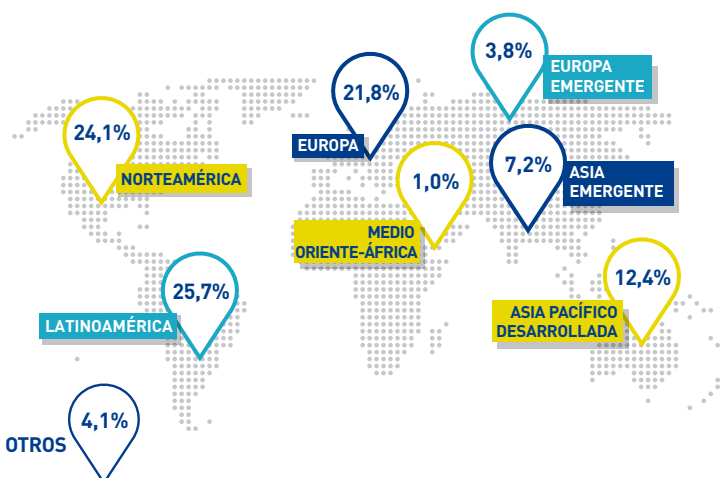 3,8%
EUROPA
EMERGENTE
21,8%
EUROPA
24,1%
NORTEAMÉRICA
1,0%
MEDIO
ORIENTE-ÁFRICA
7,2%
ASIA
EMERGENTE
25,7%
LATINOAMÉRICA
12,4%
ASIA PACÍFICO
DESARROLLADA
4,1%
OTROS